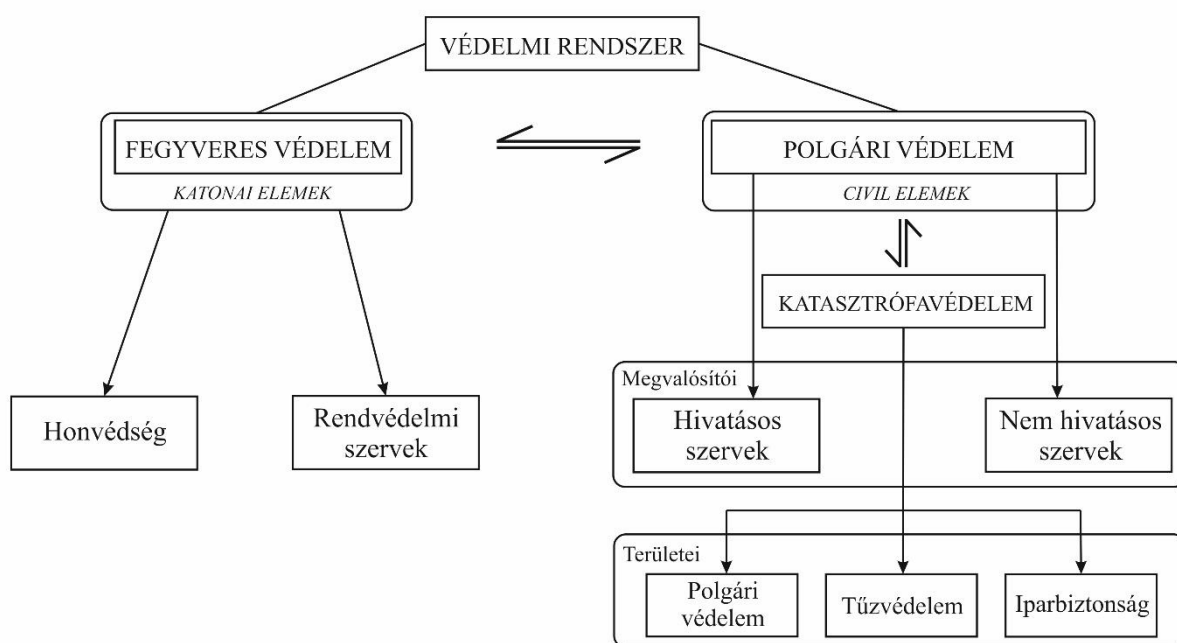 VÉDELMI RENDSZER
FEGYVERES VÉDELEM
KATONAI ELEMEK
POLGÁRI VÉDELEM
CIVIL ELEMEK
KATASZTRÓFAVÉDELEM
Honvédség
Rendvédelmi
szervek
Megvalósítói
Hivatásos
szervek
Nem hivatásos
szervek
Területei
Polgári
védelem
Tűzvédelem
Iparbiztonság